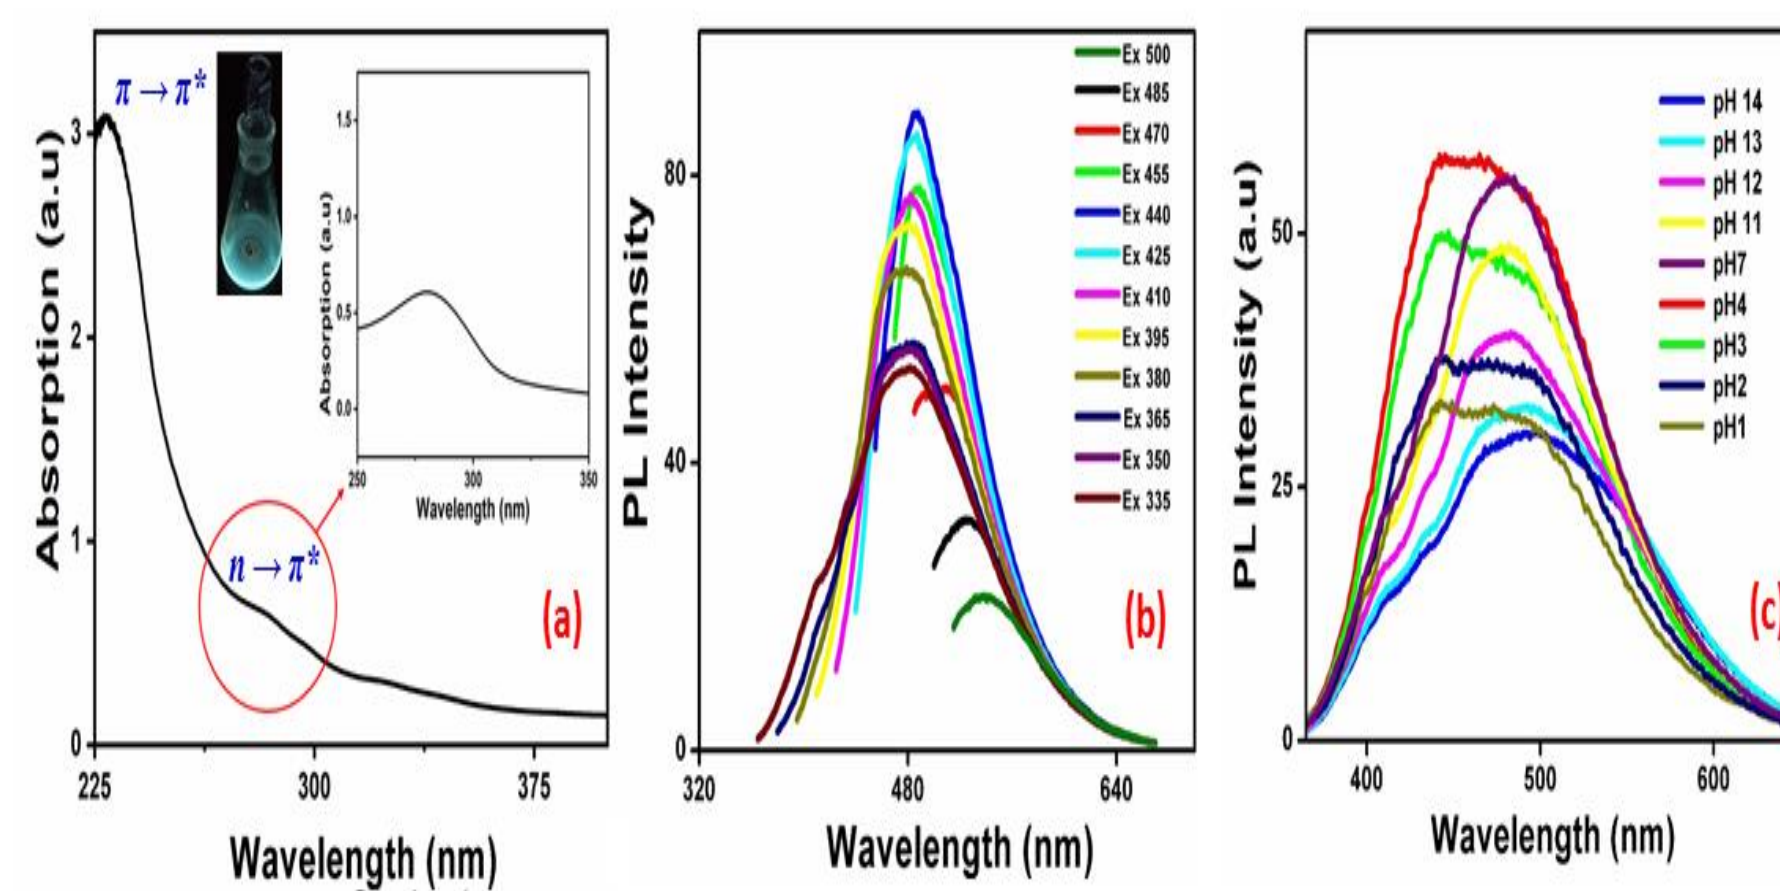 π → π*
Absorption (a.u)
3
2
1
0
225
300
375
Wavelength (nm)
n → π*
(a)
Absorption (a.u)
1.5
1.0
0.5
0.0
250
300
350
Wavelength (nm)
PL Intensity
80
40
0
320
480
640
Wavelength (nm)
Ex 500
Ex 485
Ex 470
Ex 455
Ex 440
Ex 425
Ex 410
Ex 395
Ex 380
Ex 365
Ex 350
Ex 335
(b)
PL Intensity (a.u)
50
25
0
400
500
600
Wavelength (nm)
pH 14
pH 13
pH 12
pH 11
pH7
pH4
pH3
pH2
pH1
(c)